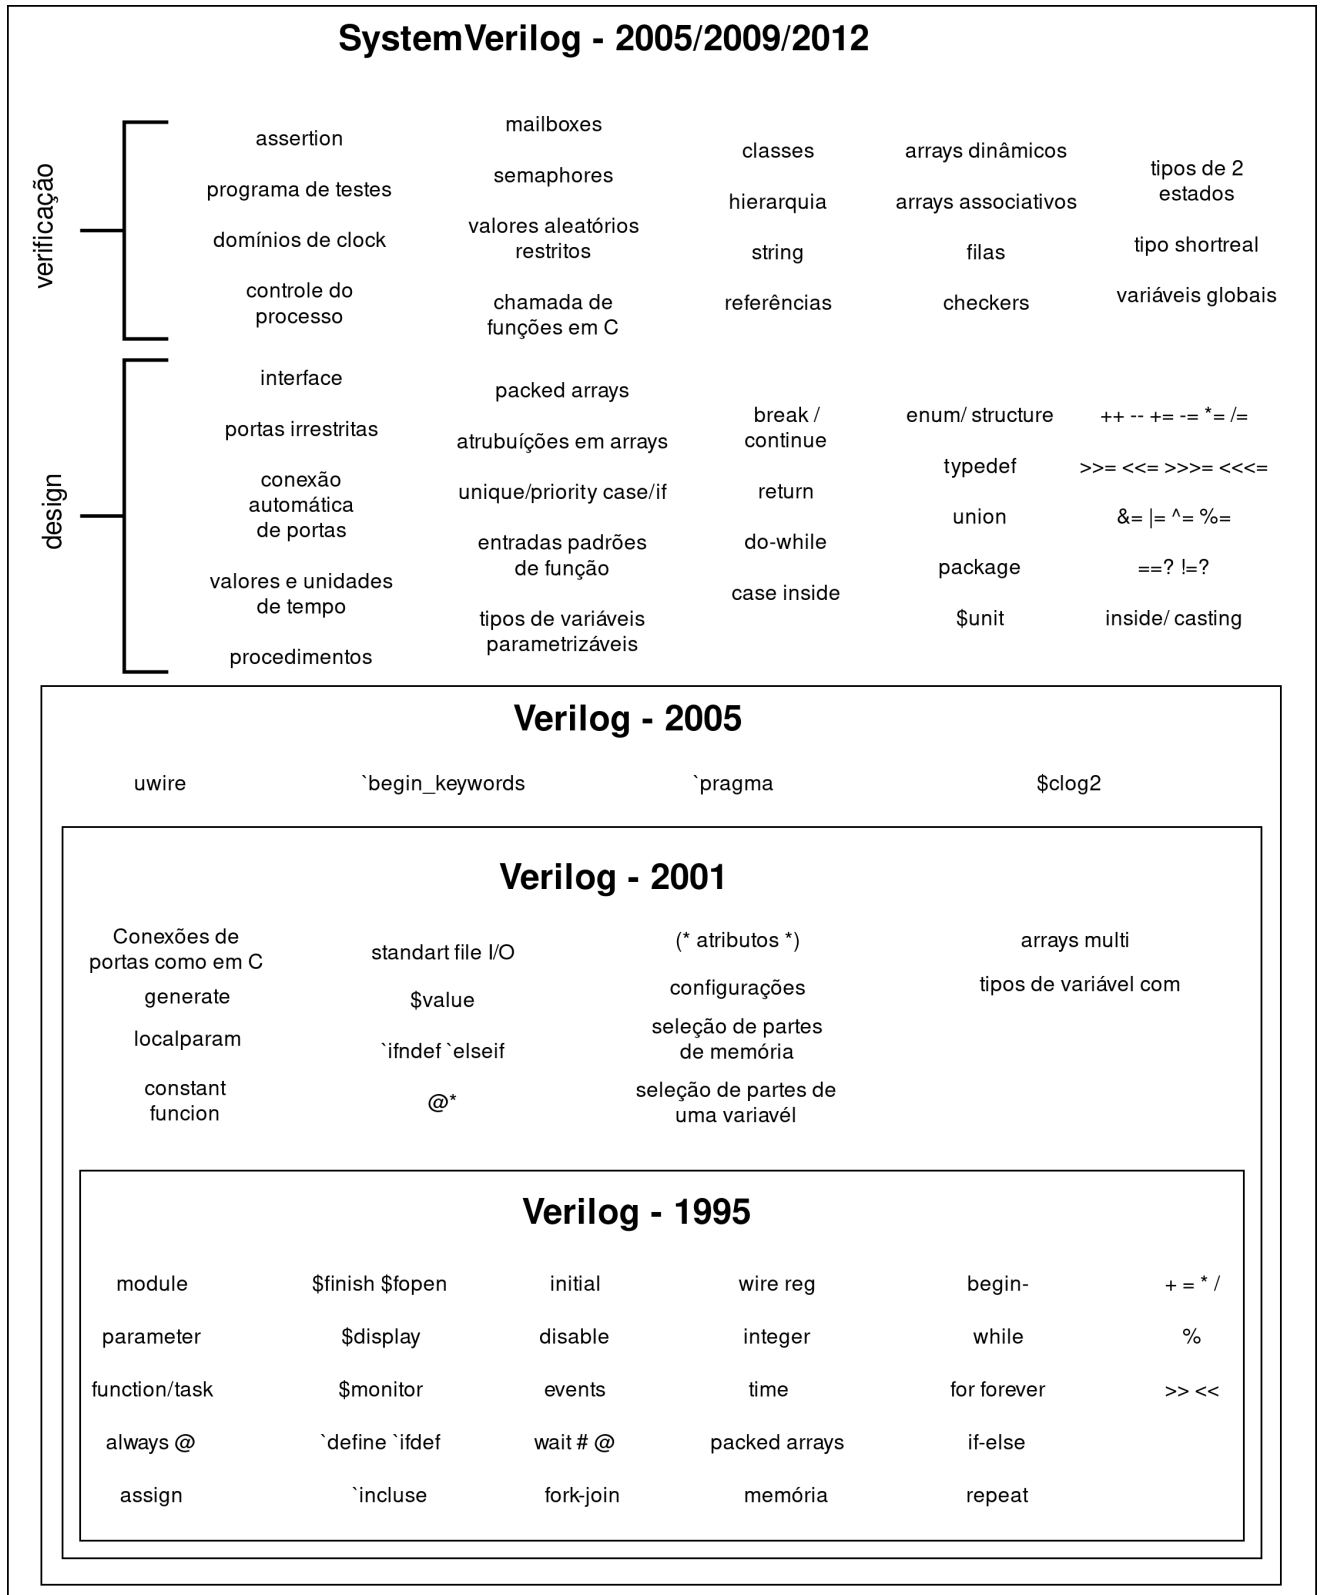 SystemVerilog - 2005/2009/2012
verificação
assertion
programa de testes
domínios de clock
controle do
processo
mailboxes
semaphores
valores aleatórios
restritos
chamada de
funções em C
classes
hierarquia
string
referências
arrays dinâmicos
arrays associativos
filas
checkers
tipos de 2
estados
tipo shortreal
variáveis globais
design
interface
portas irrestritas
conexão
automática
de portas
valores e unidades
de tempo
procedimentos
packed arrays
atrubuíções em arrays
unique/priority case/if
entradas padrões
de função
tipos de variáveis
parametrizáveis
break /
continue
return
do-while
case inside
enum/ structure
typedef
union
package
$unit
++ -- += -= *= /=
>>= <<= >>>= <<<=
&= |= ^= %=
==? !=?
inside/ casting
Verilog - 2005
uwire
`begin_keywords
`pragma
$clog2
Verilog - 2001
Conexões de
portas como em C
generate
localparam
constant
funcion
standart file I/O
$value
`ifndef `elseif
@*
(* atributos *)
configurações
seleção de partes
de memória
seleção de partes de
uma variavél
arrays multi
tipos de variável com
Verilog - 1995
module
parameter
function/task
always @
assign
$finish $fopen
$display
$monitor
`define `ifdef
`incluse
initial
disable
events
wait # @
fork-join
wire reg
integer
time
packed arrays
memória
begin-
while
for forever
if-else
repeat
+ = * /
%
>> <<